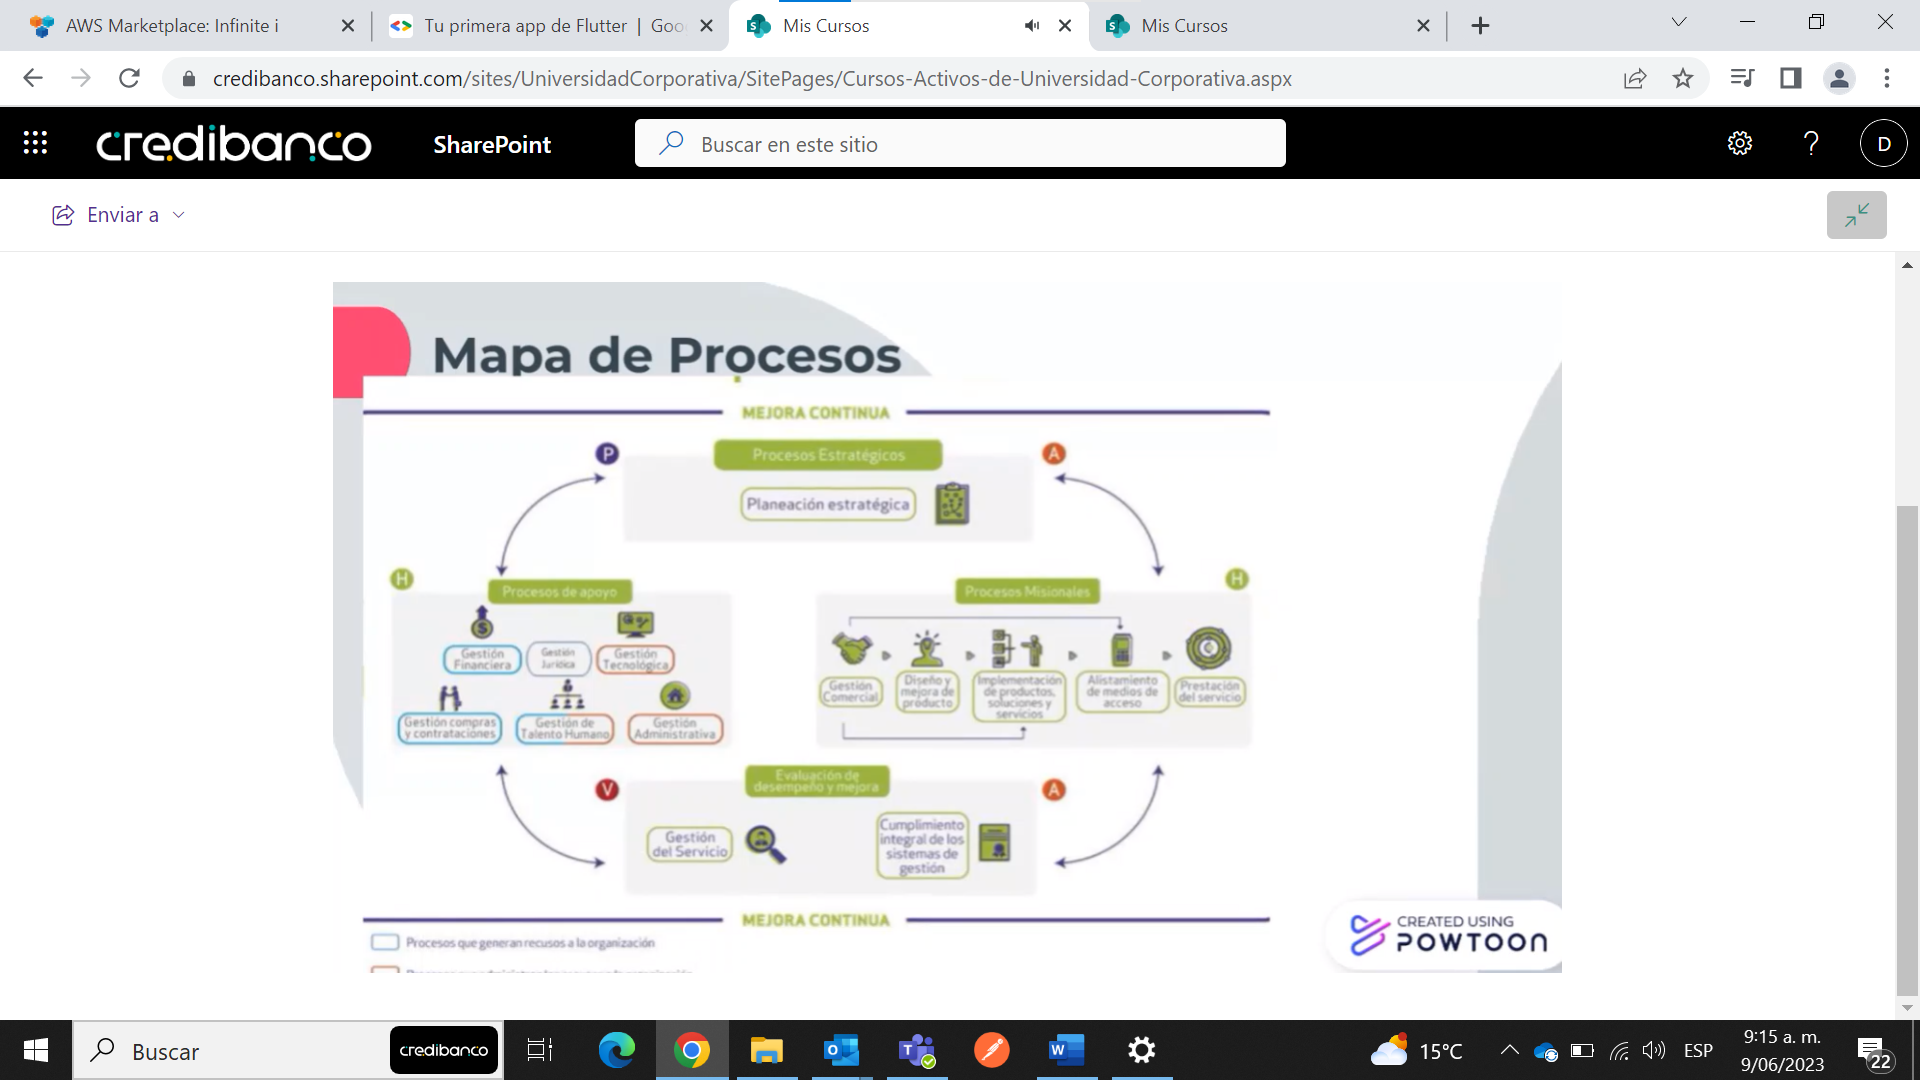 AWS Marketplace: Infinite i
Tu primera app de Flutter | Goo
Mis Cursos
Mis Cursos
credibanco.sharepoint.com/sites/UniversidadCorporativa/SitePages/Cursos-Activos-de-Universidad-Corporativa.aspx
credibanco
SharePoint
Buscar en este sitio
?
D
Enviar a
Mapa de Procesos
MEJORA CONTINUA
P
Procesos Estratégicos
A
Planeación estratégica
H
Procesos de apoyo
Gestión
Financiera
Gestión
Jurídica
Gestión
Tecnológica
Gestión compras
y contrataciones
Gestión de
Talento Humano
Gestión
Administrativa
Procesos Misionales
H
Gestión
Comercial
Diseño y
mejora de
producto
Implementación
de productos,
soluciones y
servicios
Alistamiento
de medios de
acceso
Prestación
del servicio
V
Evaluación de
desempeño y mejora
A
Gestión
del Servicio
Cumplimiento
integral de los
sistemas de
gestión
MEJORA CONTINUA
Procesos que generan recusos a la organización
CREATED USING
POWTOON
Buscar
credibanco
15°C
ESP
9:15 a. m.
9/06/2023
22